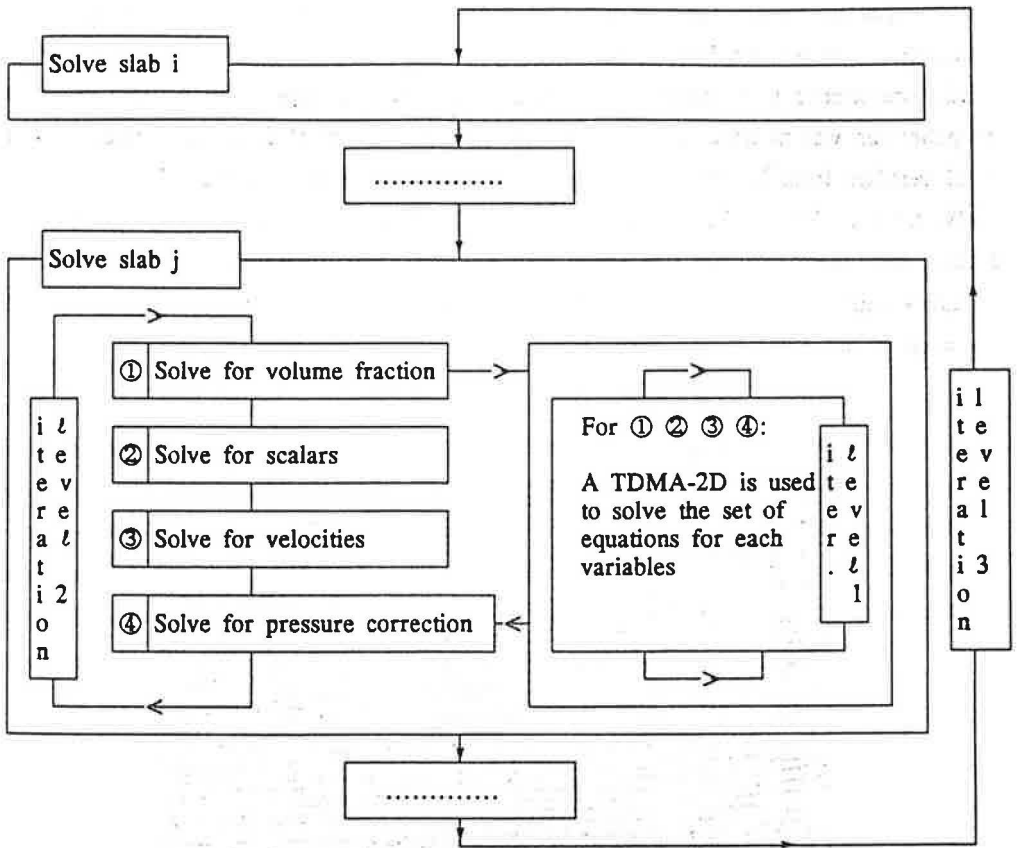 Solve slab i
...............
Solve slab j
① Solve for volume fraction
② Solve for scalars
③ Solve for velocities
④ Solve for pressure correction
iteration
level 2
For ① ② ③ ④:
A TDMA-2D is used
to solve the set of
equations for each
variables
iter.
level 1
iteration
level 3
.............